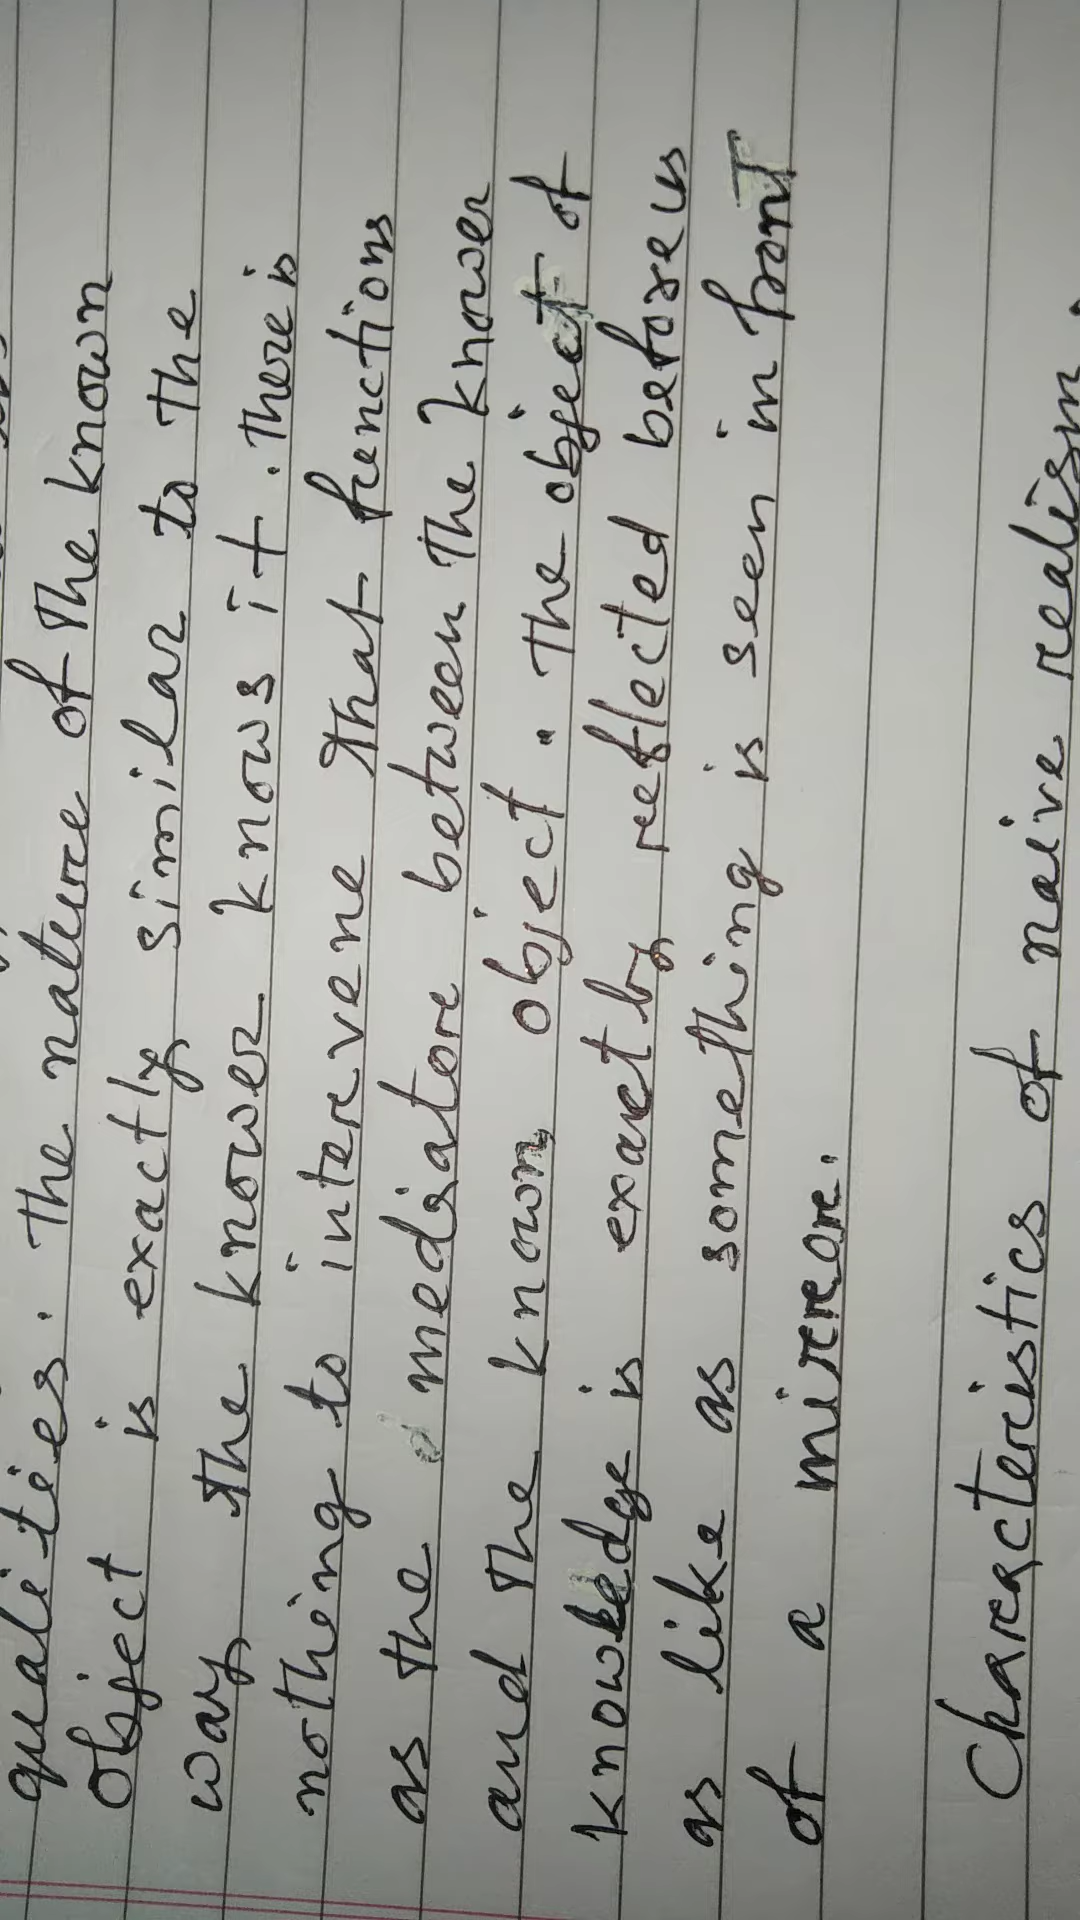 qualities. The nature of the known
object is exactly similar to the
way the knower knows it. There is
nothing to intervene that functions
as the mediator between the knower
and the known object. The object of
knowledge is exactly reflected before us
as like as something is seen in front
of a mirror.
Characteristics of naive realism.